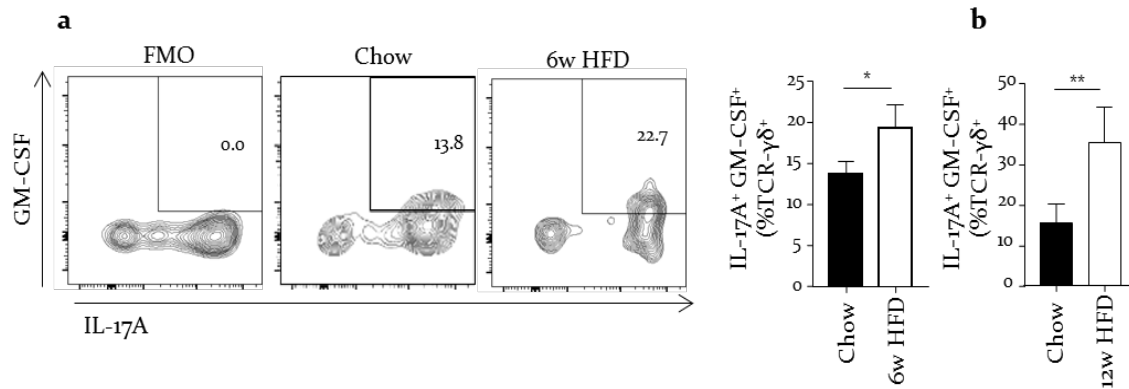 a
FMO
Chow
6w HFD
GM-CSF
0.0
13.8
22.7
IL-17A
IL-17A⁺ GM-CSF⁺
(%TCR-γδ⁺
25
20
15
10
5
0
*
Chow
6w HFD
b
IL-17A⁺ GM-CSF⁺
(%TCR-γδ⁺
50
40
30
20
10
0
**
Chow
12w HFD